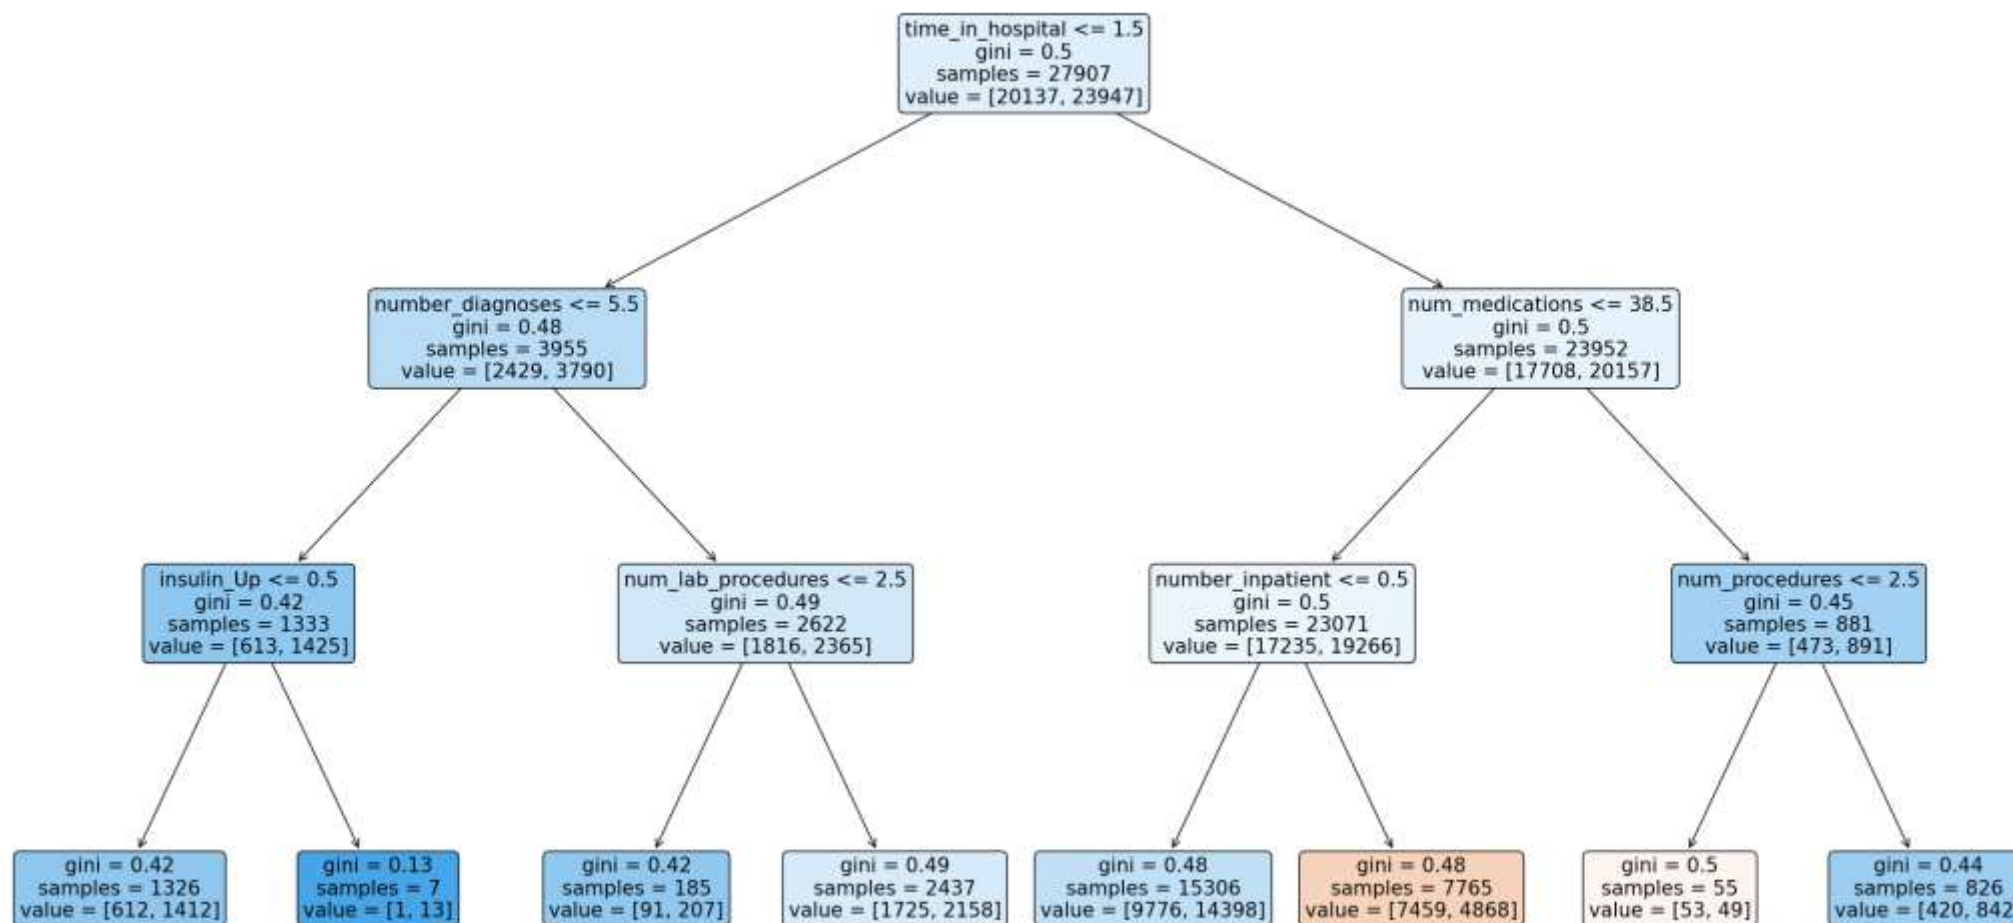 time_in_hospital <= 1.5
gini = 0.5
samples = 27907
value = [20137, 23947]
number_diagnoses <= 5.5
gini = 0.48
samples = 3955
value = [2429, 3790]
num_medications <= 38.5
gini = 0.5
samples = 23952
value = [17708, 20157]
insulin_Up <= 0.5
gini = 0.42
samples = 1333
value = [613, 1425]
num_lab_procedures <= 2.5
gini = 0.49
samples = 2622
value = [1816, 2365]
number_inpatient <= 0.5
gini = 0.5
samples = 23071
value = [17235, 19266]
num_procedures <= 2.5
gini = 0.45
samples = 881
value = [473, 891]
gini = 0.42
samples = 1326
value = [612, 1412]
gini = 0.13
samples = 7
value = [1, 13]
gini = 0.42
samples = 185
value = [91, 207]
gini = 0.49
samples = 2437
value = [1725, 2158]
gini = 0.48
samples = 15306
value = [9776, 14398]
gini = 0.48
samples = 7765
value = [7459, 4868]
gini = 0.5
samples = 55
value = [53, 49]
gini = 0.44
samples = 826
value = [420, 842]